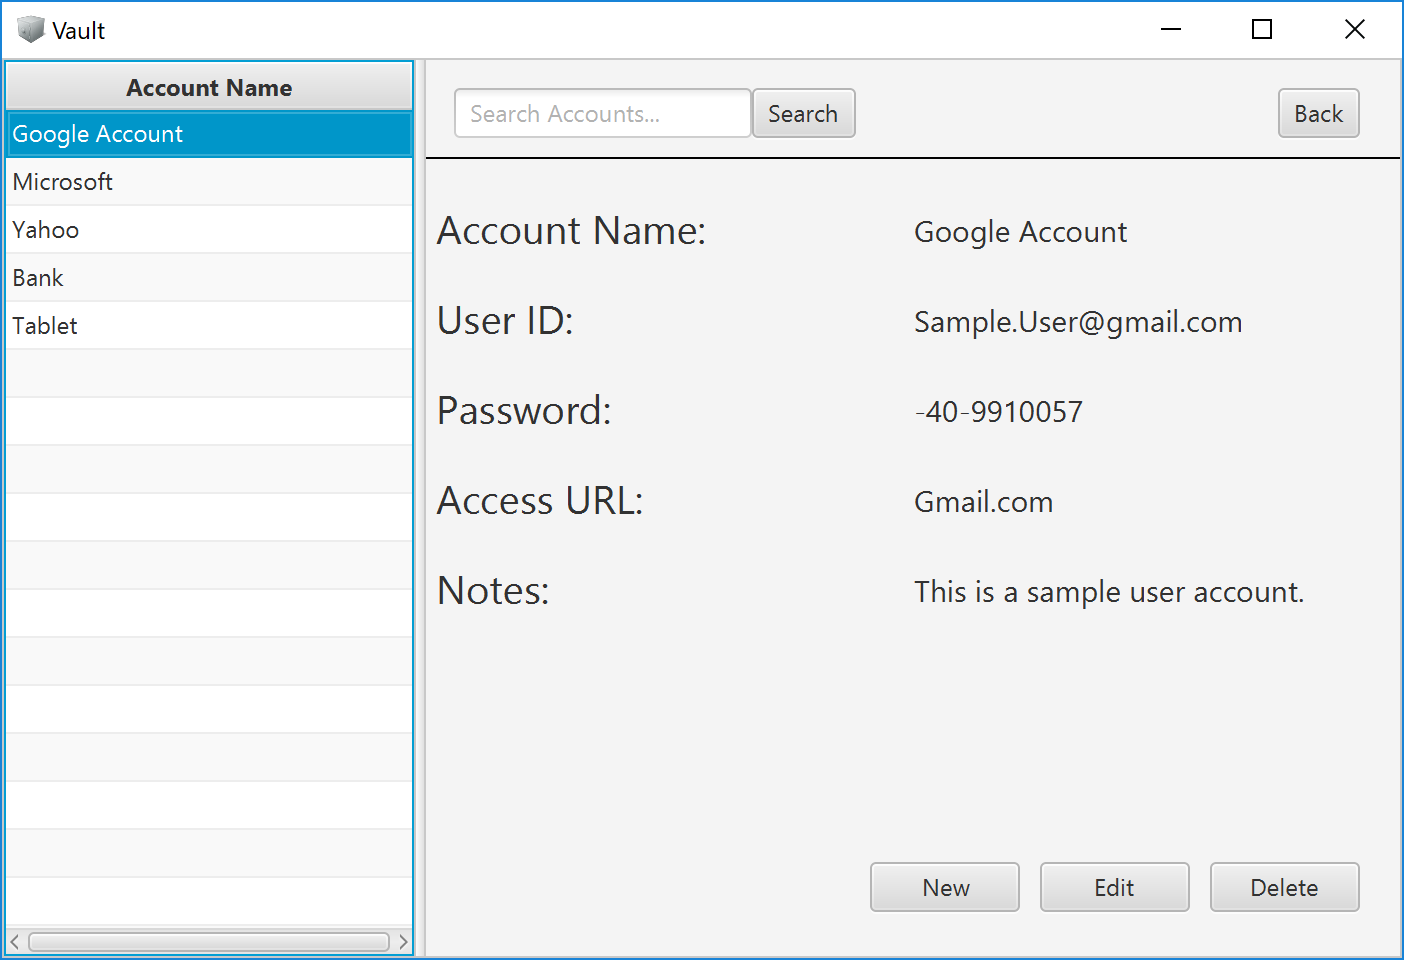 Vault
Account Name
Google Account
Microsoft
Yahoo
Bank
Tablet
Search Accounts... Search Back
Account Name: Google Account
User ID: Sample.User@gmail.com
Password: -40-9910057
Access URL: Gmail.com
Notes: This is a sample user account.
New Edit Delete